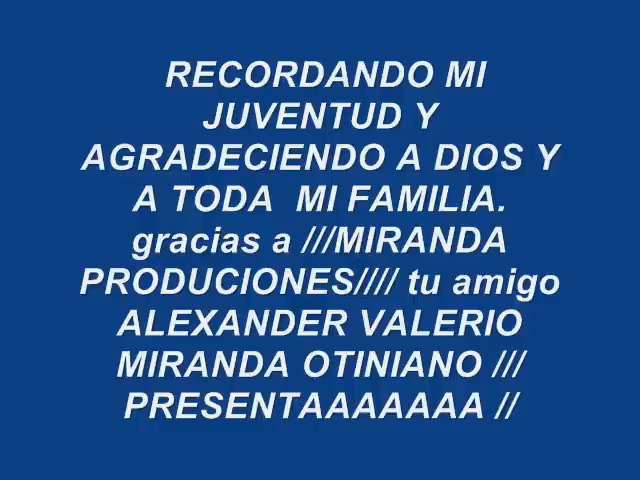 RECORDANDO MI
JUVENTUD Y
AGRADECIENDO A DIOS Y
A TODA  MI FAMILIA.
gracias a ///MIRANDA
PRODUCIONES//// tu amigo
ALEXANDER VALERIO
MIRANDA OTINIANO ///
PRESENTAAAAAAA //